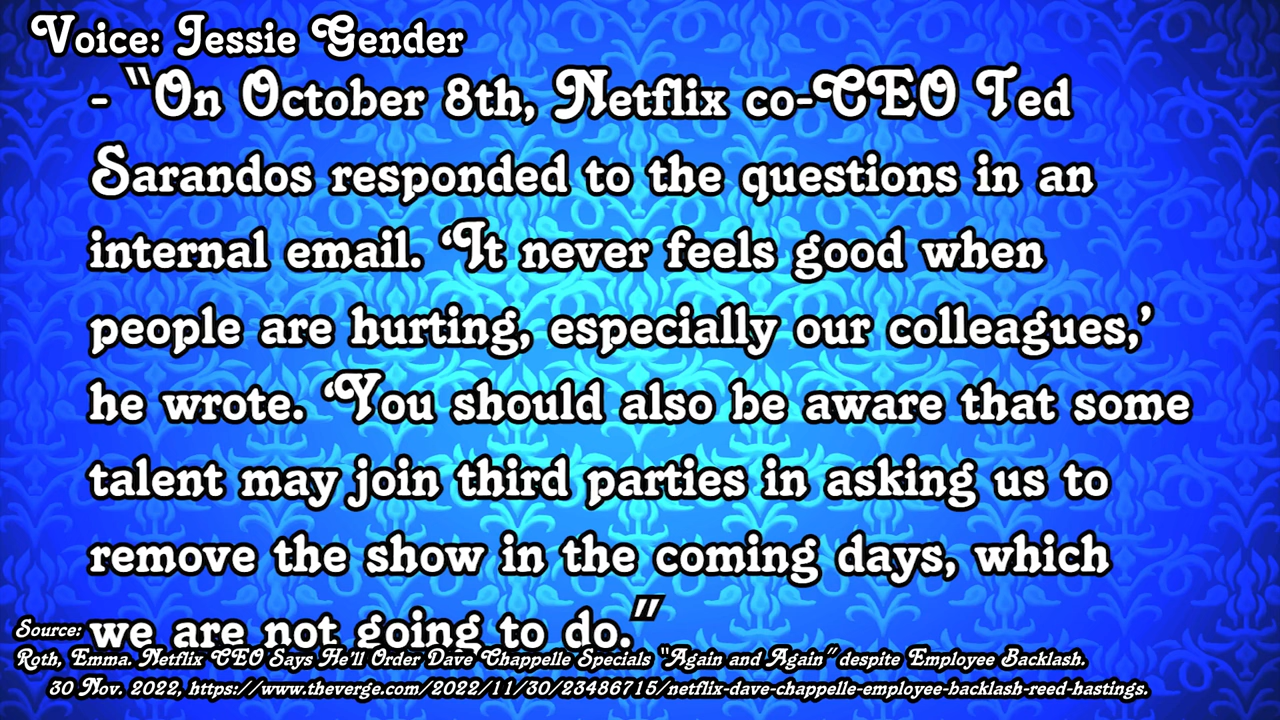 Voice: Jessie Gender
- "On October 8th, Netflix co-CEO Ted
Sarandos responded to the questions in an
internal email. ‘It never feels good when
people are hurting, especially our colleagues,’
he wrote. ‘You should also be aware that some
talent may join third parties in asking us to
remove the show in the coming days, which
we are not going to do."
Source:
Roth, Emma. Netflix CEO Says He'll Order Dave Chappelle Specials "Again and Again" despite Employee Backlash.
30 Nov. 2022, https://www.theverge.com/2022/11/30/23486715/netflix-dave-chappelle-employee-backlash-reed-hastings.